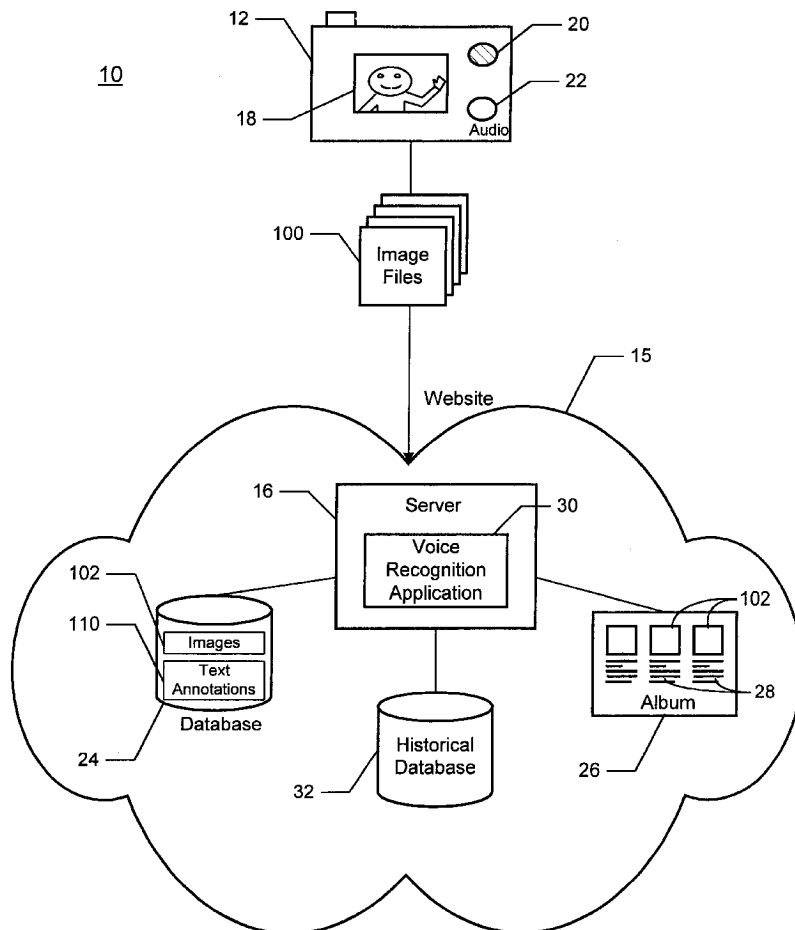 10
12
20
18
22
Audio
100
Image
Files
Website
15
16
Server
30
Voice
Recognition
Application
102
Images
110
Text
Annotations
Database
24
32
Historical
Database
102
28
Album
26